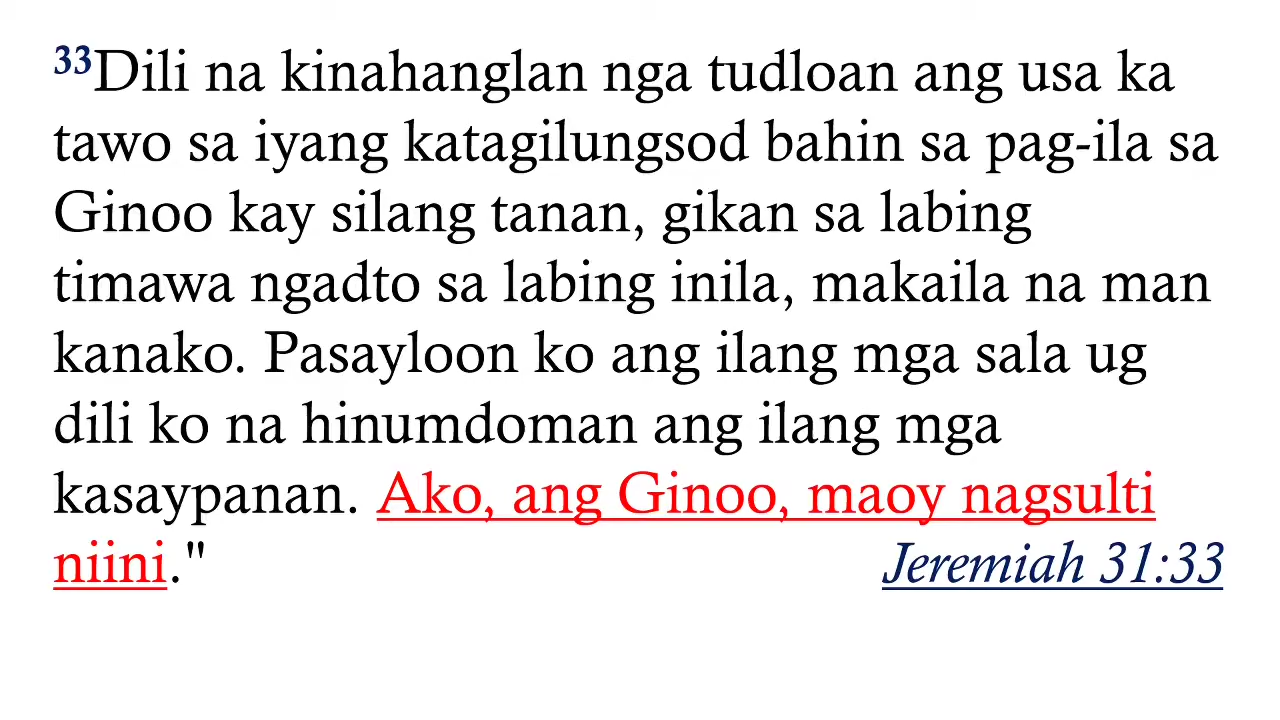 33Dili na kinahanglan nga tudloan ang usa ka
tawo sa iyang katagilungsod bahin sa pag-ila sa
Ginoo kay silang tanan, gikan sa labing
timawa ngadto sa labing inila, makaila na man
kanako. Pasayloon ko ang ilang mga sala ug
dili ko na hinumdoman ang ilang mga
kasaypanan. Ako, ang Ginoo, maoy nagsulti
niini." Jeremiah 31:33